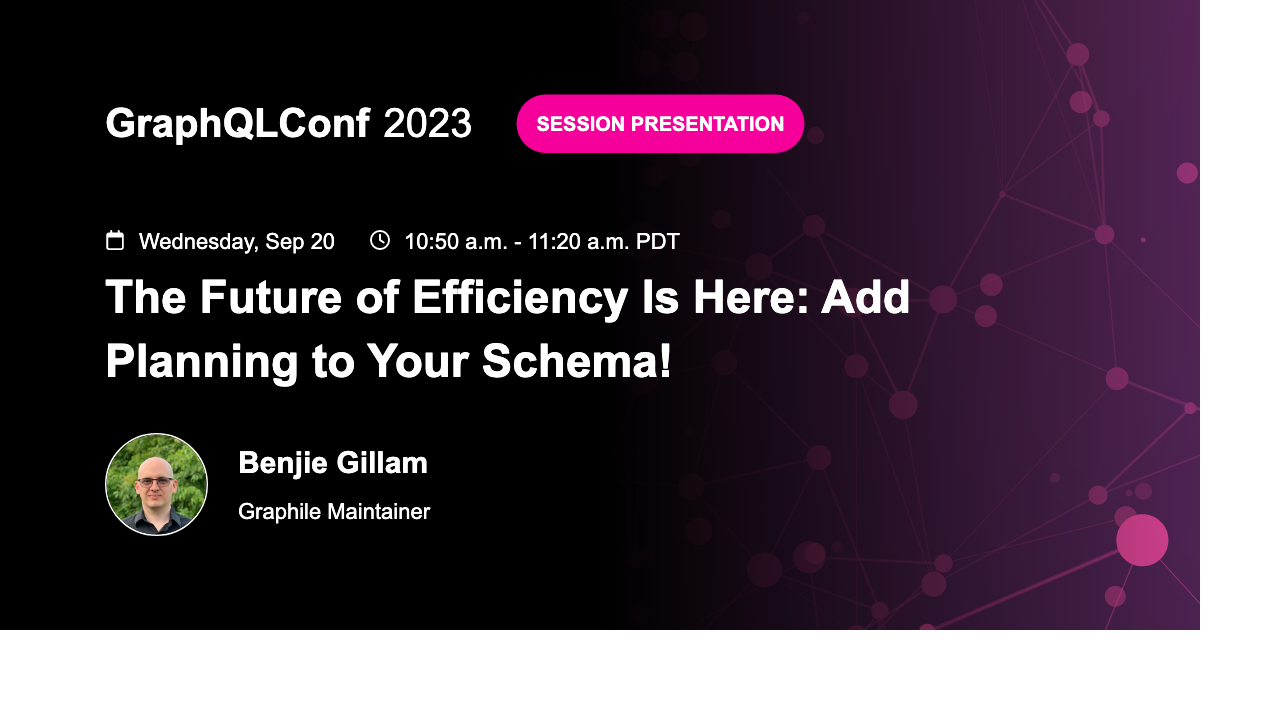 GraphQLConf 2023
SESSION PRESENTATION
Wednesday, Sep 20 10:50 a.m. - 11:20 a.m. PDT
The Future of Efficiency Is Here: Add
Planning to Your Schema!
Benjie Gillam
Graphile Maintainer